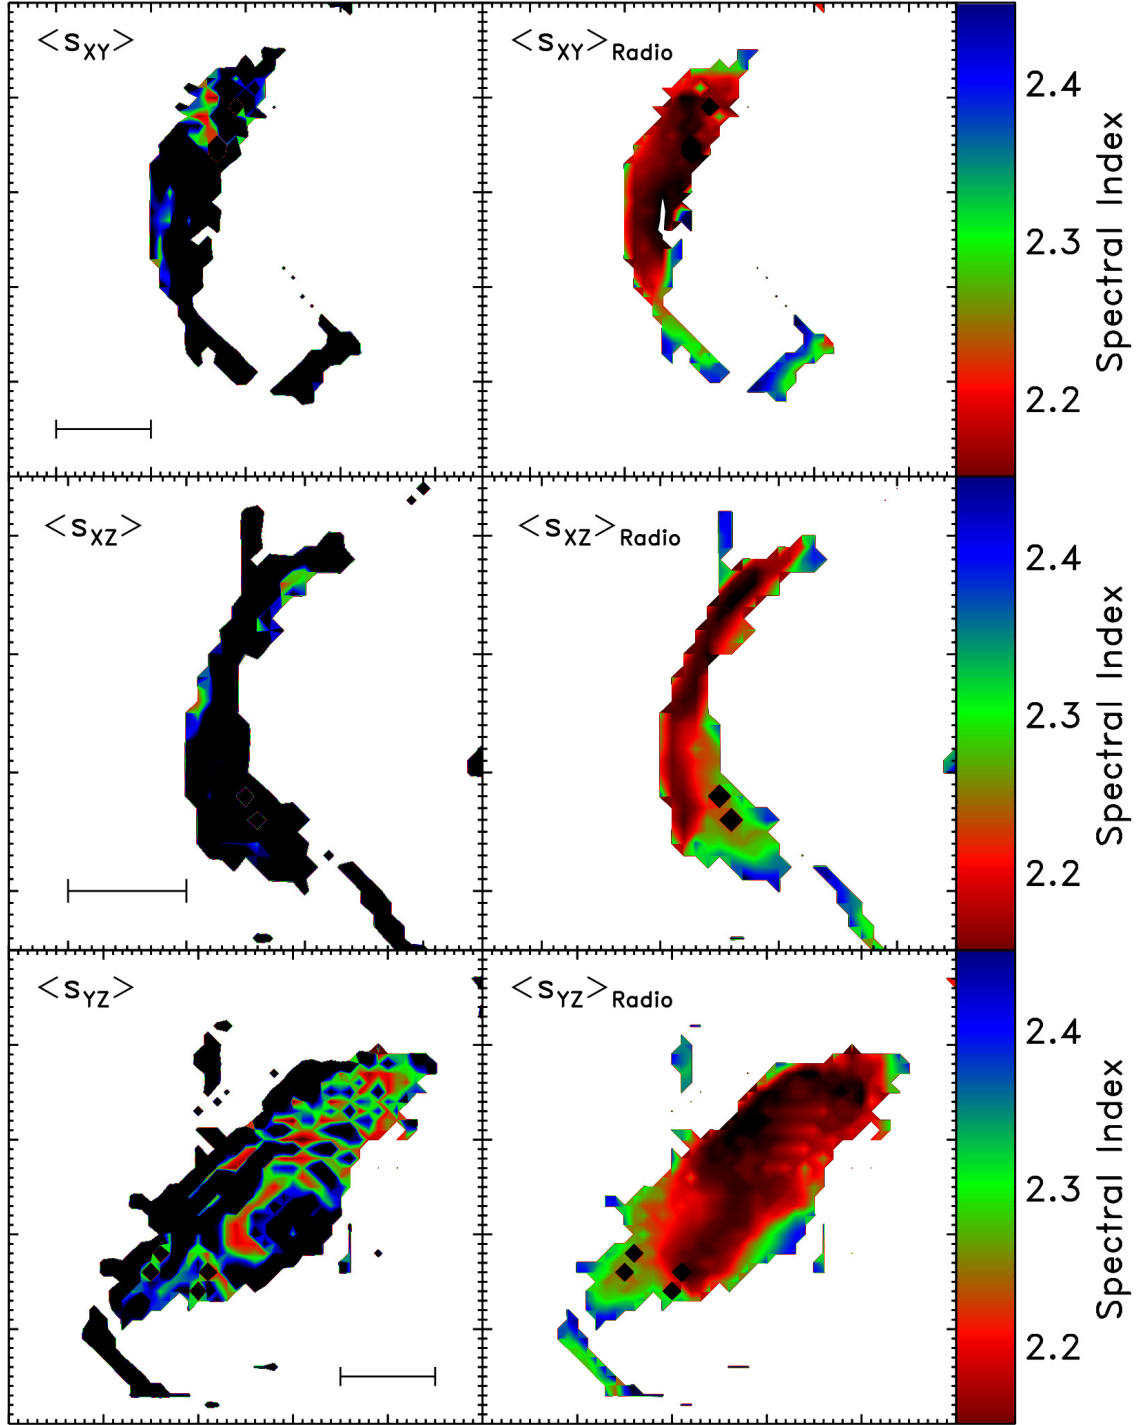 <s_XY>
<s_XY>_Radio
2.4
2.3
2.2
Spectral Index
<s_XZ>
<s_XZ>_Radio
2.4
2.3
2.2
Spectral Index
<s_YZ>
<s_YZ>_Radio
2.4
2.3
2.2
Spectral Index